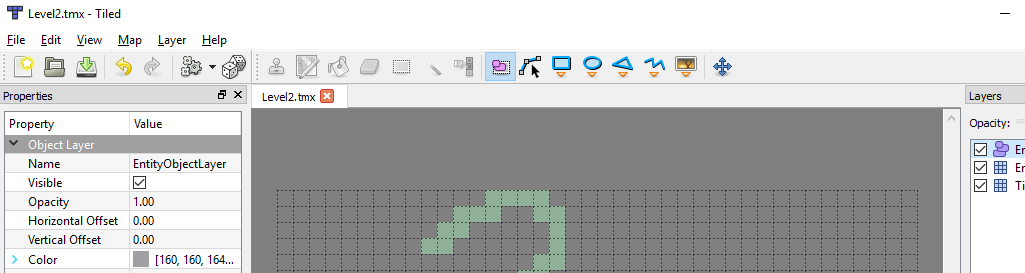 Level2.tmx - Tiled
File Edit View Map Layer Help
Properties
Level2.tmx
Layers
Property Value
Opacity:
Object Layer
Name EntityObjectLayer
Visible
Opacity 1.00
Horizontal Offset 0.00
Vertical Offset 0.00
Color [160, 160, 164...
En
Er
Ti